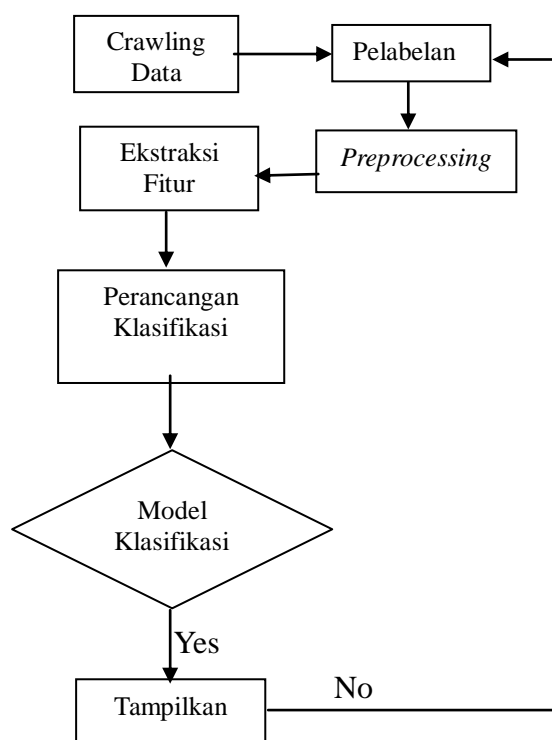 Crawling
Data
Pelabelan
Preprocessing
Ekstraksi
Fitur
Perancangan
Klasifikasi
Model
Klasifikasi
Yes
Tampilkan
No